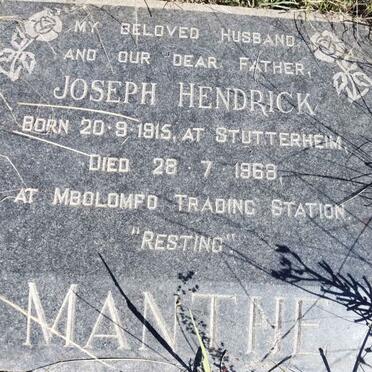 MY BELOVED HUSBAND,
AND OUR DEAR FATHER,
JOSEPH HENDRICK
BORN 20·9·1915, AT STUTTERHEIM,
DIED 28·7·1968,
AT MBOLOMPO TRADING STATION.
"RESTING"
MANTHE